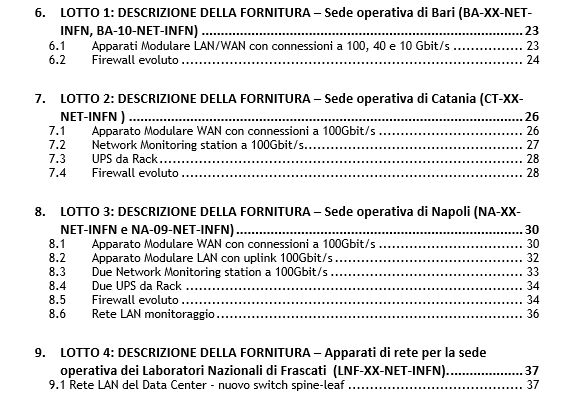 6. LOTTO 1: DESCRIZIONE DELLA FORNITURA – Sede operativa di Bari (BA-XX-NET-
INFN, BA-10-NET-INFN) ........................................ 23
6.1 Apparati Modulare LAN/WAN con connessioni a 100, 40 e 10 Gbit/s ................ 23
6.2 Firewall evoluto ........................................ 24
7. LOTTO 2: DESCRIZIONE DELLA FORNITURA – Sede operativa di Catania (CT-XX-
NET-INFN ) ........................................ 26
7.1 Apparato Modulare WAN con connessioni a 100Gbit/s ........................ 26
7.2 Network Monitoring station a 100Gbit/s........................................ 27
7.3 UPS da Rack........................................ 28
7.4 Firewall evoluto ........................................ 28
8. LOTTO 3: DESCRIZIONE DELLA FORNITURA – Sede operativa di Napoli (NA-XX-
NET-INFN e NA-09-NET-INFN)........................................ 30
8.1 Apparato Modulare WAN con connessioni a 100Gbit/s ........................ 30
8.2 Apparato Modulare LAN con uplink 100Gbit/s ........................ 32
8.3 Due Network Monitoring station a 100Gbit/s ........................ 33
8.4 Due UPS da Rack ........................................ 34
8.5 Firewall evoluto ........................................ 34
8.6 Rete LAN monitoraggio........................................ 36
9. LOTTO 4: DESCRIZIONE DELLA FORNITURA – Apparati di rete per la sede
operativa dei Laboratori Nazionali di Frascati (LNF-XX-NET-INFN)................... 37
9.1 Rete LAN del Data Center - nuovo switch spine-leaf ........................ 37